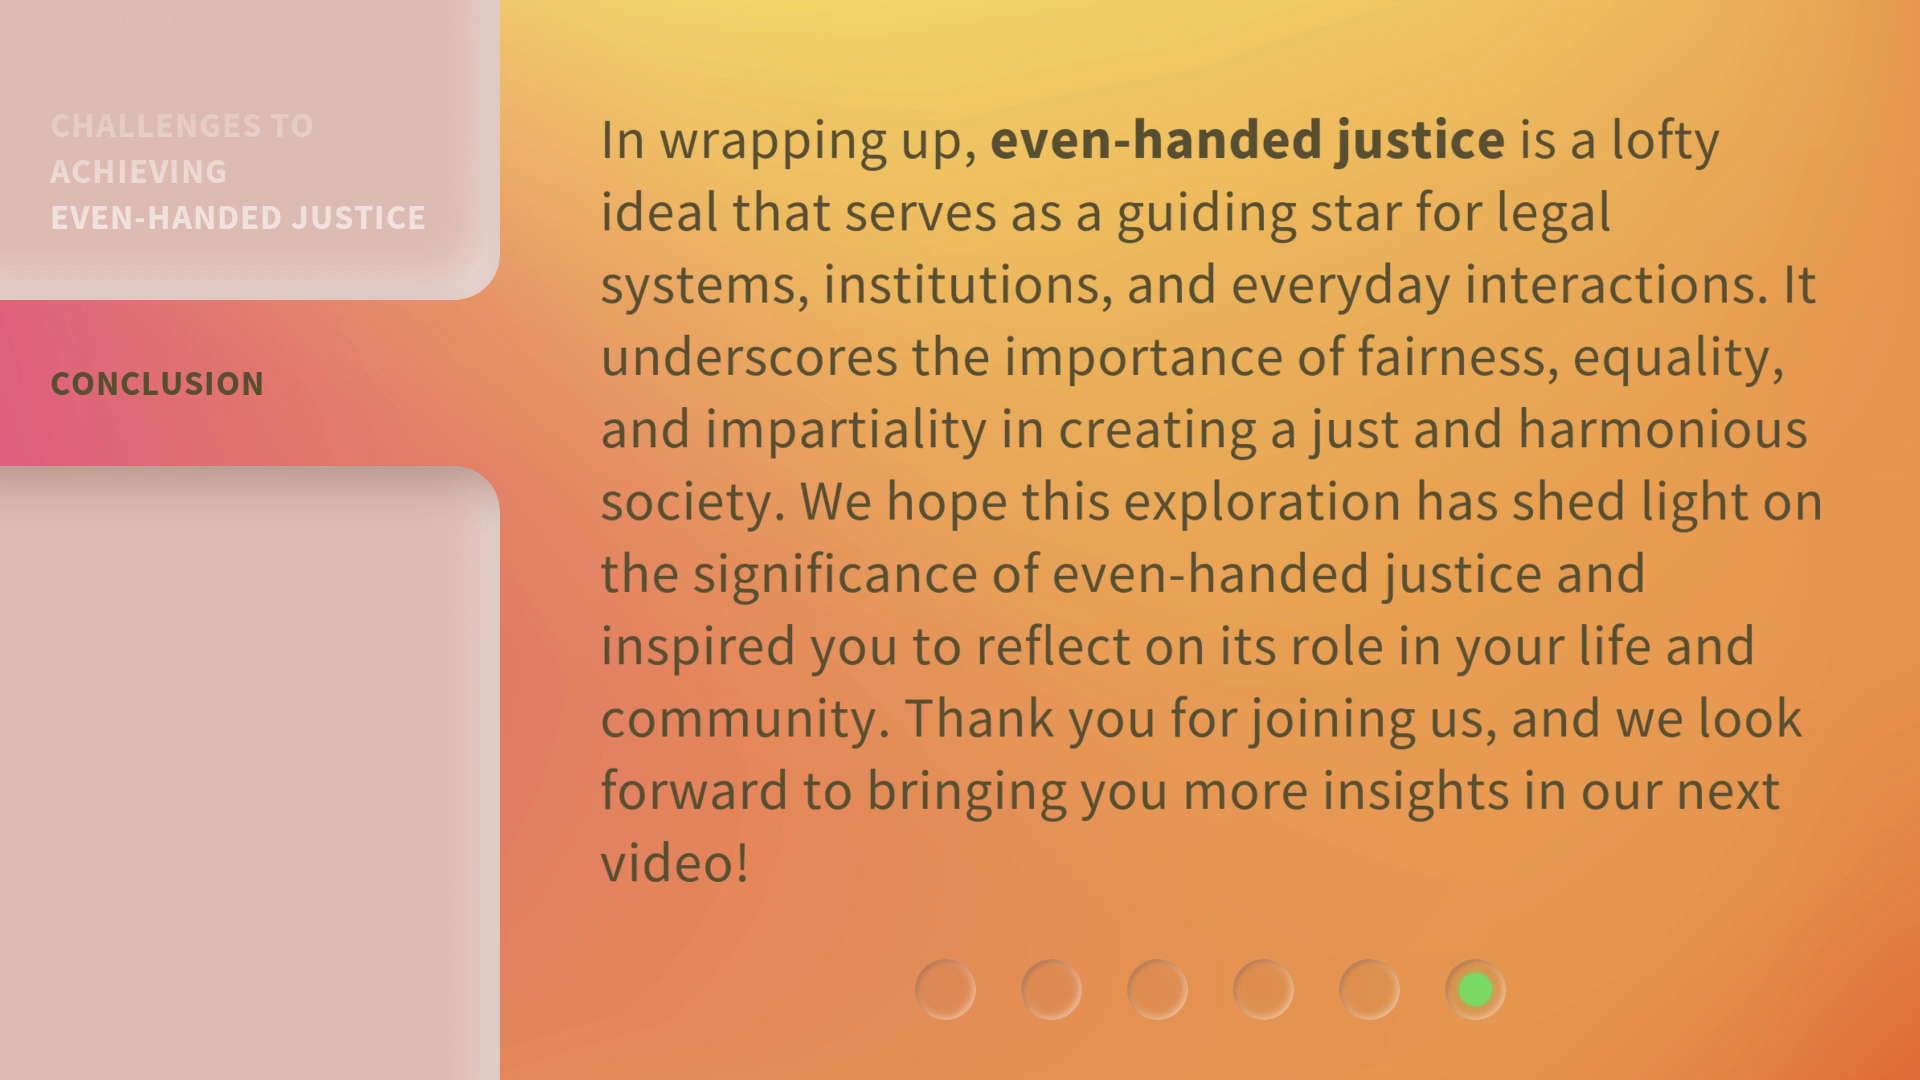 CHALLENGES TO
ACHIEVING
EVEN-HANDED JUSTICE
CONCLUSION
In wrapping up, even-handed justice is a lofty
ideal that serves as a guiding star for legal
systems, institutions, and everyday interactions. It
underscores the importance of fairness, equality,
and impartiality in creating a just and harmonious
society. We hope this exploration has shed light on
the significance of even-handed justice and
inspired you to reflect on its role in your life and
community. Thank you for joining us, and we look
forward to bringing you more insights in our next
video!